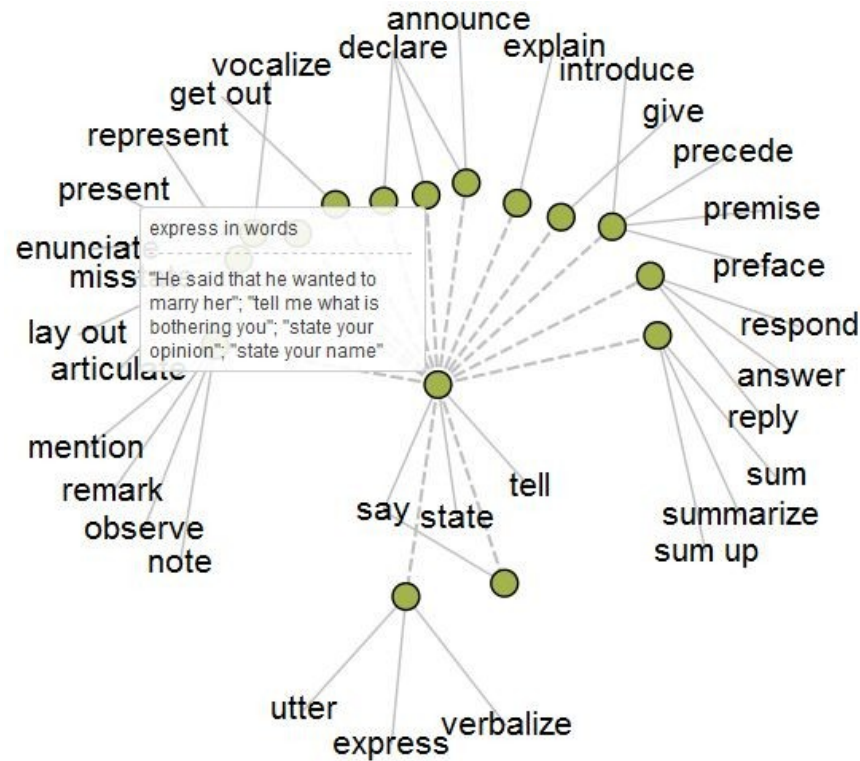 announce
declare
explain
vocalize
introduce
get out
give
represent
precede
present
premise
enunciate
preface
misstate
express in words
"He said that he wanted to
marry her"; "tell me what is
bothering you"; "state your
opinion"; "state your name"
lay out
respond
articulate
answer
reply
mention
sum
remark
tell
say
state
summarize
observe
sum up
note
utter
verbalize
express